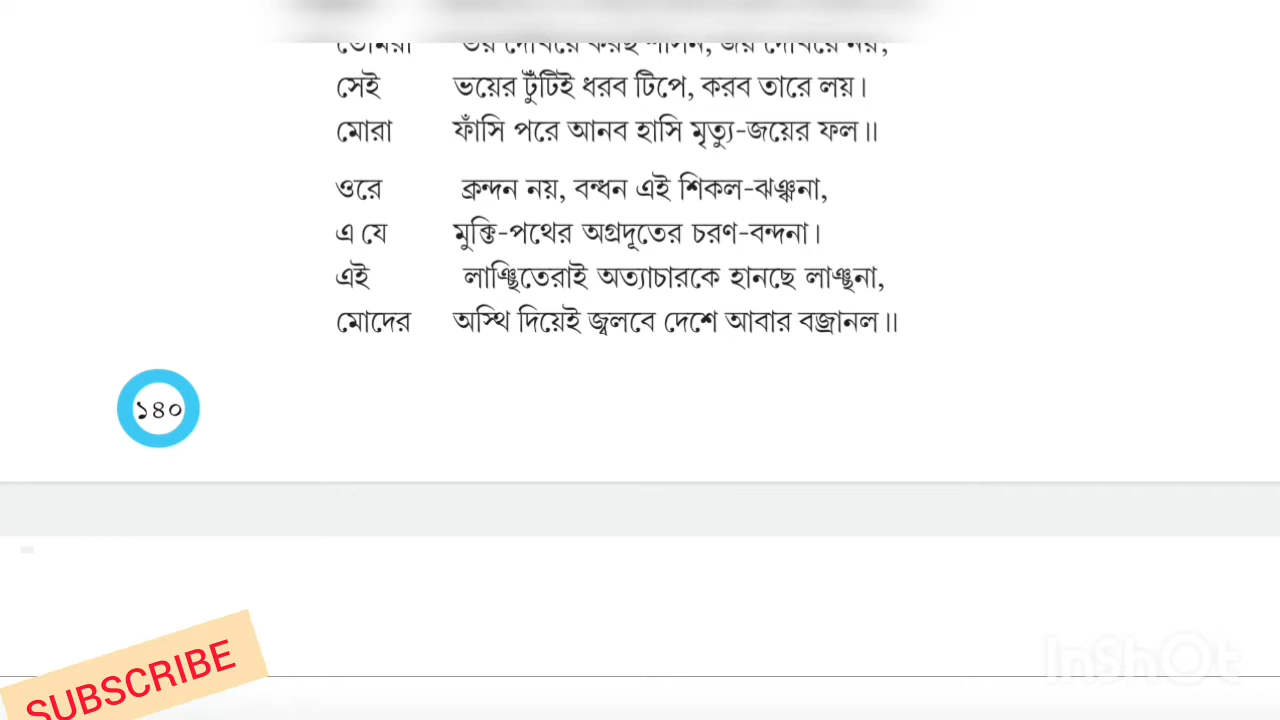 সেই ভয়ের টুঁটিই ধরব টিপে, করব তারে লয়।
মোরা ফাঁসি পরে আনব হাসি মৃত্যু-জয়ের ফল॥
ওরে ক্রন্দন নয়, বন্ধন এই শিকল-ঝঞ্ঝনা,
এ যে মুক্তি-পথের অগ্রদূতের চরণ-বন্দনা।
এই লাঞ্ছিতেরাই অত্যাচারকে হানছে লাঞ্ছনা,
মোদের অস্থি দিয়েই জ্বলবে দেশে আবার বজ্রানল॥
১৪০
SUBSCRIBE
InShOt